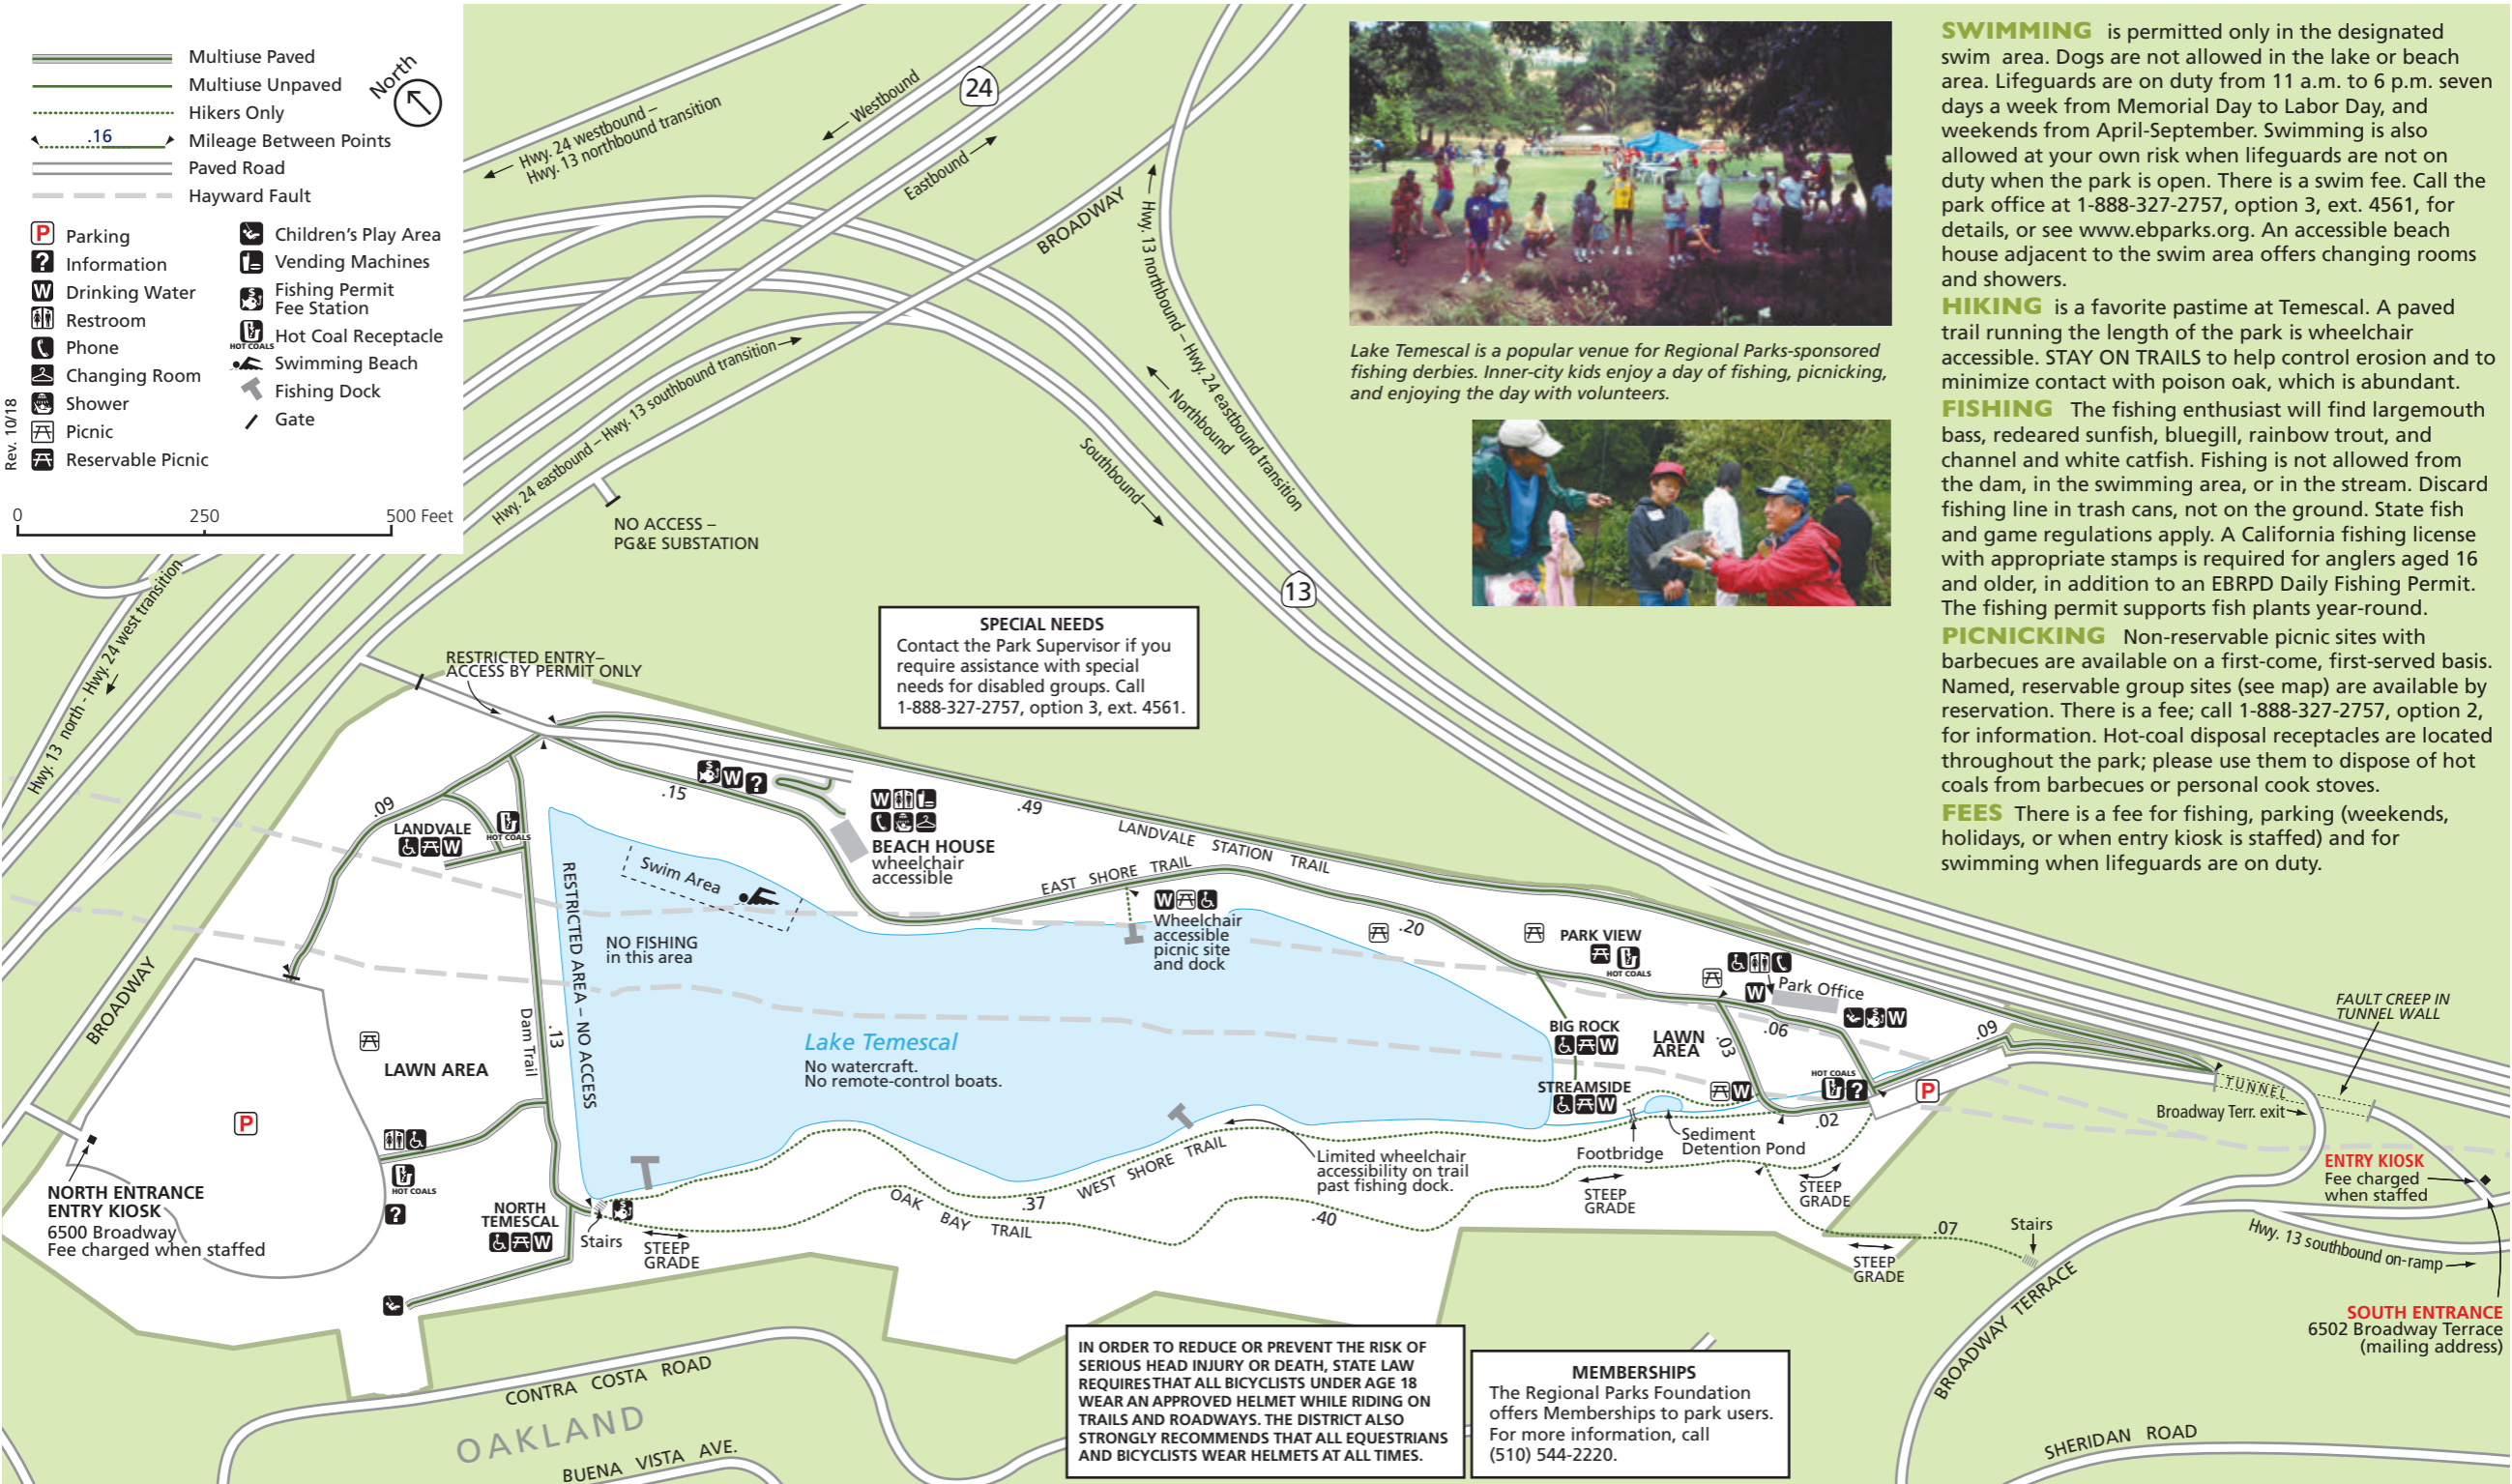 Multiuse Paved
Multiuse Unpaved
Hikers Only
.16
Mileage Between Points
Paved Road
Hayward Fault
North
P Parking
? Information
W Drinking Water
Restroom
Phone
Changing Room
Shower
Picnic
Reservable Picnic
Children's Play Area
Vending Machines
Fishing Permit
Fee Station
HOT COALS Hot Coal Receptacle
Swimming Beach
Fishing Dock
Gate
Rev. 10/18
0 250 500 Feet
Hwy. 24 westbound –
Hwy. 13 northbound transition
Westbound
24
Eastbound
BROADWAY
Hwy. 13 northbound – Hwy. 24 eastbound transition
Northbound
Southbound
Hwy. 24 eastbound – Hwy. 13 southbound transition
NO ACCESS –
PG&E SUBSTATION
13
Hwy. 13 north - Hwy. 24 west transition
Lake Temescal is a popular venue for Regional Parks-sponsored
fishing derbies. Inner-city kids enjoy a day of fishing, picnicking,
and enjoying the day with volunteers.
SWIMMING is permitted only in the designated
swim area. Dogs are not allowed in the lake or beach
area. Lifeguards are on duty from 11 a.m. to 6 p.m. seven
days a week from Memorial Day to Labor Day, and
weekends from April-September. Swimming is also
allowed at your own risk when lifeguards are not on
duty when the park is open. There is a swim fee. Call the
park office at 1-888-327-2757, option 3, ext. 4561, for
details, or see www.ebparks.org. An accessible beach
house adjacent to the swim area offers changing rooms
and showers.
HIKING is a favorite pastime at Temescal. A paved
trail running the length of the park is wheelchair
accessible. STAY ON TRAILS to help control erosion and to
minimize contact with poison oak, which is abundant.
FISHING The fishing enthusiast will find largemouth
bass, redeared sunfish, bluegill, rainbow trout, and
channel and white catfish. Fishing is not allowed from
the dam, in the swimming area, or in the stream. Discard
fishing line in trash cans, not on the ground. State fish
and game regulations apply. A California fishing license
with appropriate stamps is required for anglers aged 16
and older, in addition to an EBRPD Daily Fishing Permit.
The fishing permit supports fish plants year-round.
PICNICKING Non-reservable picnic sites with
barbecues are available on a first-come, first-served basis.
Named, reservable group sites (see map) are available by
reservation. There is a fee; call 1-888-327-2757, option 2,
for information. Hot-coal disposal receptacles are located
throughout the park; please use them to dispose of hot
coals from barbecues or personal cook stoves.
FEES There is a fee for fishing, parking (weekends,
holidays, or when entry kiosk is staffed) and for
swimming when lifeguards are on duty.
SPECIAL NEEDS
Contact the Park Supervisor if you
require assistance with special
needs for disabled groups. Call
1-888-327-2757, option 3, ext. 4561.
RESTRICTED ENTRY–
ACCESS BY PERMIT ONLY
.09
.15
W ?
LANDVALE
W
HOT COALS
W
BEACH HOUSE
wheelchair
accessible
.49
LANDVALE STATION TRAIL
EAST SHORE TRAIL
Swim Area
RESTRICTED AREA – NO ACCESS
NO FISHING
in this area
W
Wheelchair
accessible
picnic site
and dock
.20
PARK VIEW
HOT COALS
Park Office
W
W
.06
.03
.09
BIG ROCK
W
LAWN
AREA
STREAMSIDE
W
W
HOT COALS
?
P
.02
TUNNEL
FAULT CREEP IN
TUNNEL WALL
Broadway Terr. exit
BROADWAY
LAWN AREA
P
Dam Trail
.13
Lake Temescal
No watercraft.
No remote-control boats.
Sediment
Detention Pond
Footbridge
Limited wheelchair
accessibility on trail
past fishing dock.
WEST SHORE TRAIL
.37
OAK BAY TRAIL
.40
STEEP
GRADE
STEEP
GRADE
STEEP
GRADE
STEEP
GRADE
.07
Stairs
NORTH ENTRANCE
ENTRY KIOSK
6500 Broadway
Fee charged when staffed
HOT COALS
?
NORTH
TEMESCAL
W
Stairs
ENTRY KIOSK
Fee charged
when staffed
Hwy. 13 southbound on-ramp
SOUTH ENTRANCE
6502 Broadway Terrace
(mailing address)
BROADWAY TERRACE
SHERIDAN ROAD
CONTRA COSTA ROAD
OAKLAND
BUENA VISTA AVE.
IN ORDER TO REDUCE OR PREVENT THE RISK OF
SERIOUS HEAD INJURY OR DEATH, STATE LAW
REQUIRES THAT ALL BICYCLISTS UNDER AGE 18
WEAR AN APPROVED HELMET WHILE RIDING ON
TRAILS AND ROADWAYS. THE DISTRICT ALSO
STRONGLY RECOMMENDS THAT ALL EQUESTRIANS
AND BICYCLISTS WEAR HELMETS AT ALL TIMES.
MEMBERSHIPS
The Regional Parks Foundation
offers Memberships to park users.
For more information, call
(510) 544-2220.